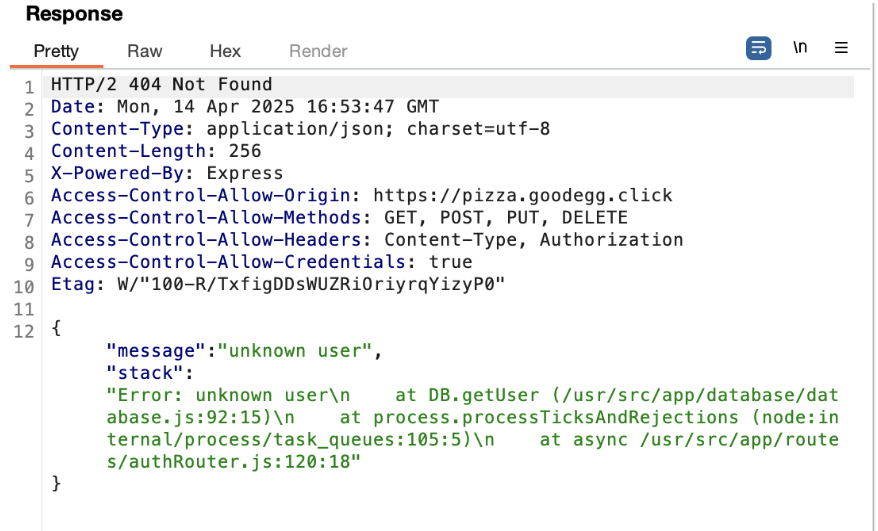 Response
Pretty Raw Hex Render \n
1 HTTP/2 404 Not Found
2 Date: Mon, 14 Apr 2025 16:53:47 GMT
3 Content-Type: application/json; charset=utf-8
4 Content-Length: 256
5 X-Powered-By: Express
6 Access-Control-Allow-Origin: https://pizza.goodegg.click
7 Access-Control-Allow-Methods: GET, POST, PUT, DELETE
8 Access-Control-Allow-Headers: Content-Type, Authorization
9 Access-Control-Allow-Credentials: true
10 Etag: W/"100-R/TxfigDDsWUZRiOriyrqYizyP0"
11
12 {
"message":"unknown user",
"stack":
"Error: unknown user\n    at DB.getUser (/usr/src/app/database/dat
abase.js:92:15)\n    at process.processTicksAndRejections (node:in
ternal/process/task_queues:105:5)\n    at async /usr/src/app/route
s/authRouter.js:120:18"
}